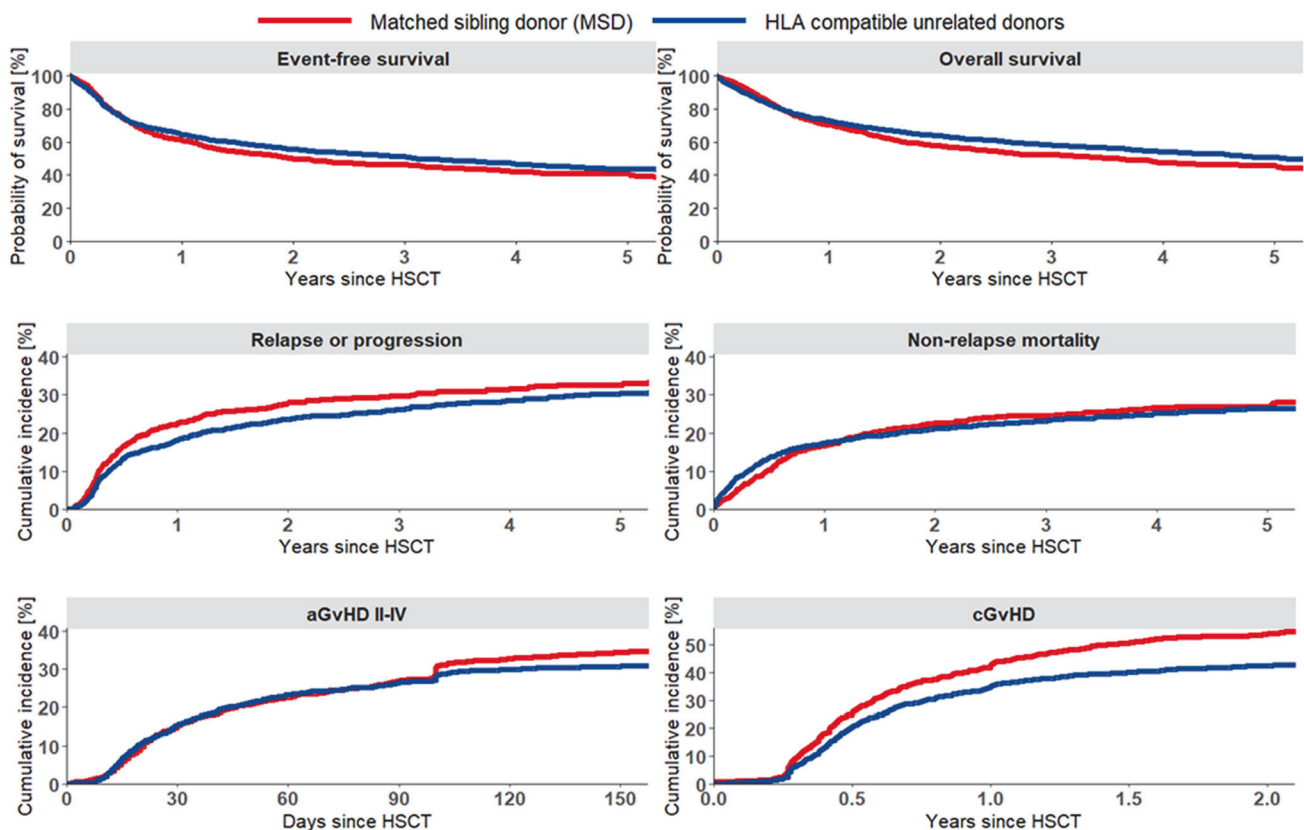 Matched sibling donor (MSD) HLA compatible unrelated donors
Event-free survival
Probability of survival [%]
100
80
60
40
20
0
0 1 2 3 4 5
Years since HSCT
Overall survival
Probability of survival [%]
100
80
60
40
20
0
0 1 2 3 4 5
Years since HSCT
Relapse or progression
Cumulative incidence [%]
40
30
20
10
0
0 1 2 3 4 5
Years since HSCT
Non-relapse mortality
Cumulative incidence [%]
40
30
20
10
0
0 1 2 3 4 5
Years since HSCT
aGvHD II-IV
Cumulative incidence [%]
40
30
20
10
0
0 30 60 90 120 150
Days since HSCT
cGvHD
Cumulative incidence [%]
50
40
30
20
10
0
0.0 0.5 1.0 1.5 2.0
Years since HSCT